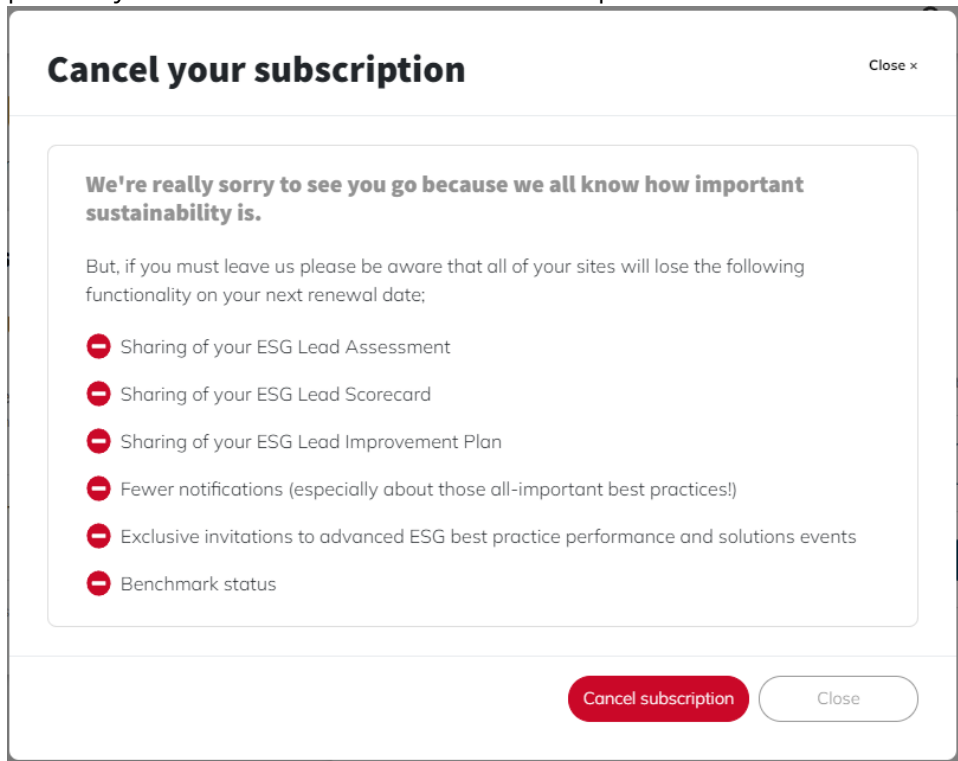 Cancel your subscription
Close ×
We're really sorry to see you go because we all know how important
sustainability is.
But, if you must leave us please be aware that all of your sites will lose the following
functionality on your next renewal date;
Sharing of your ESG Lead Assessment
Sharing of your ESG Lead Scorecard
Sharing of your ESG Lead Improvement Plan
Fewer notifications (especially about those all-important best practices!)
Exclusive invitations to advanced ESG best practice performance and solutions events
Benchmark status
Cancel subscription
Close